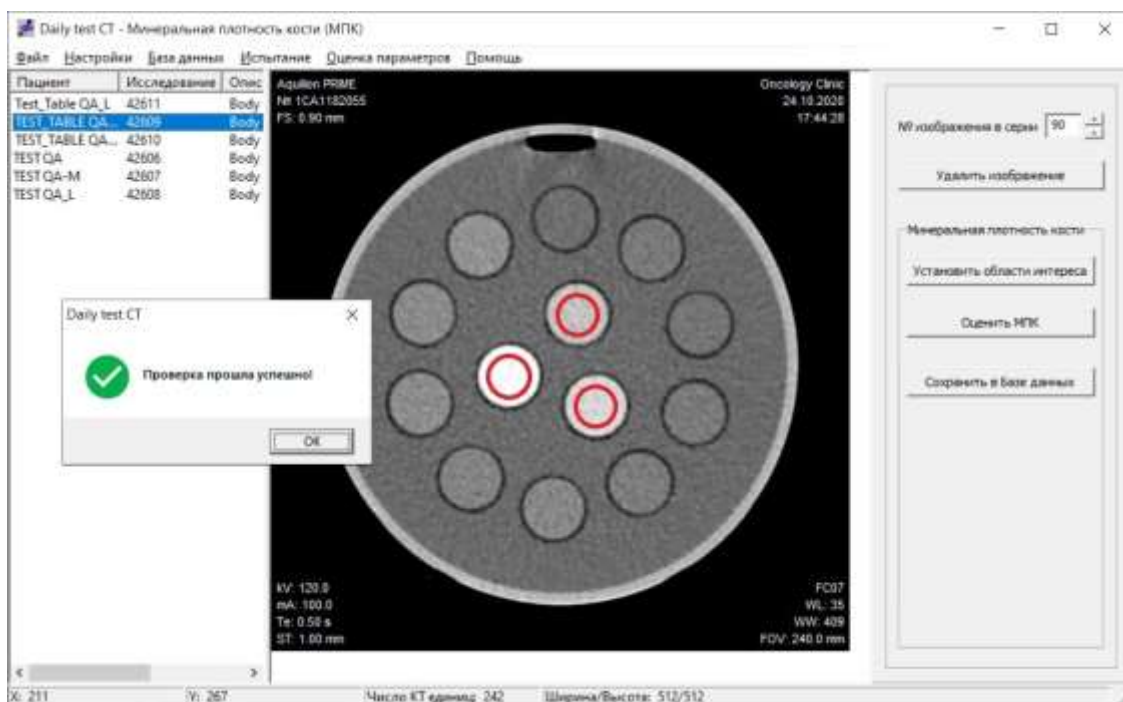 Daily test CT - Минеральная плотность кости (МПК)
Файл Настройки База данных Испытание Оценка параметров Помощь
Пациент Исследование Опис
Test_Table QA_L 42611 Body
TEST_TABLE QA... 42609 Body
TEST_TABLE QA... 42610 Body
TEST QA 42606 Body
TEST QA-M 42607 Body
TEST QA_L 42608 Body
Aquilion PRIME
№ 1CA1182055
FS: 0.90 mm
Oncology Clinic
24.10.2020
17:44:28
№ изображения в серии 90
Удалить изображение
Минеральная плотность кости
Установить области интереса
Оценить МПК
Сохранить в Базе данных
Daily test CT
Проверка прошла успешно!
OK
kV: 120.0
mA: 100.0
Te: 0.50 s
ST: 1.00 mm
FC07
WL: 35
WW: 409
FOV: 240.0 mm
X: 211 Y: 267 Число КТ единиц: 242 Ширина/Высота: 512/512